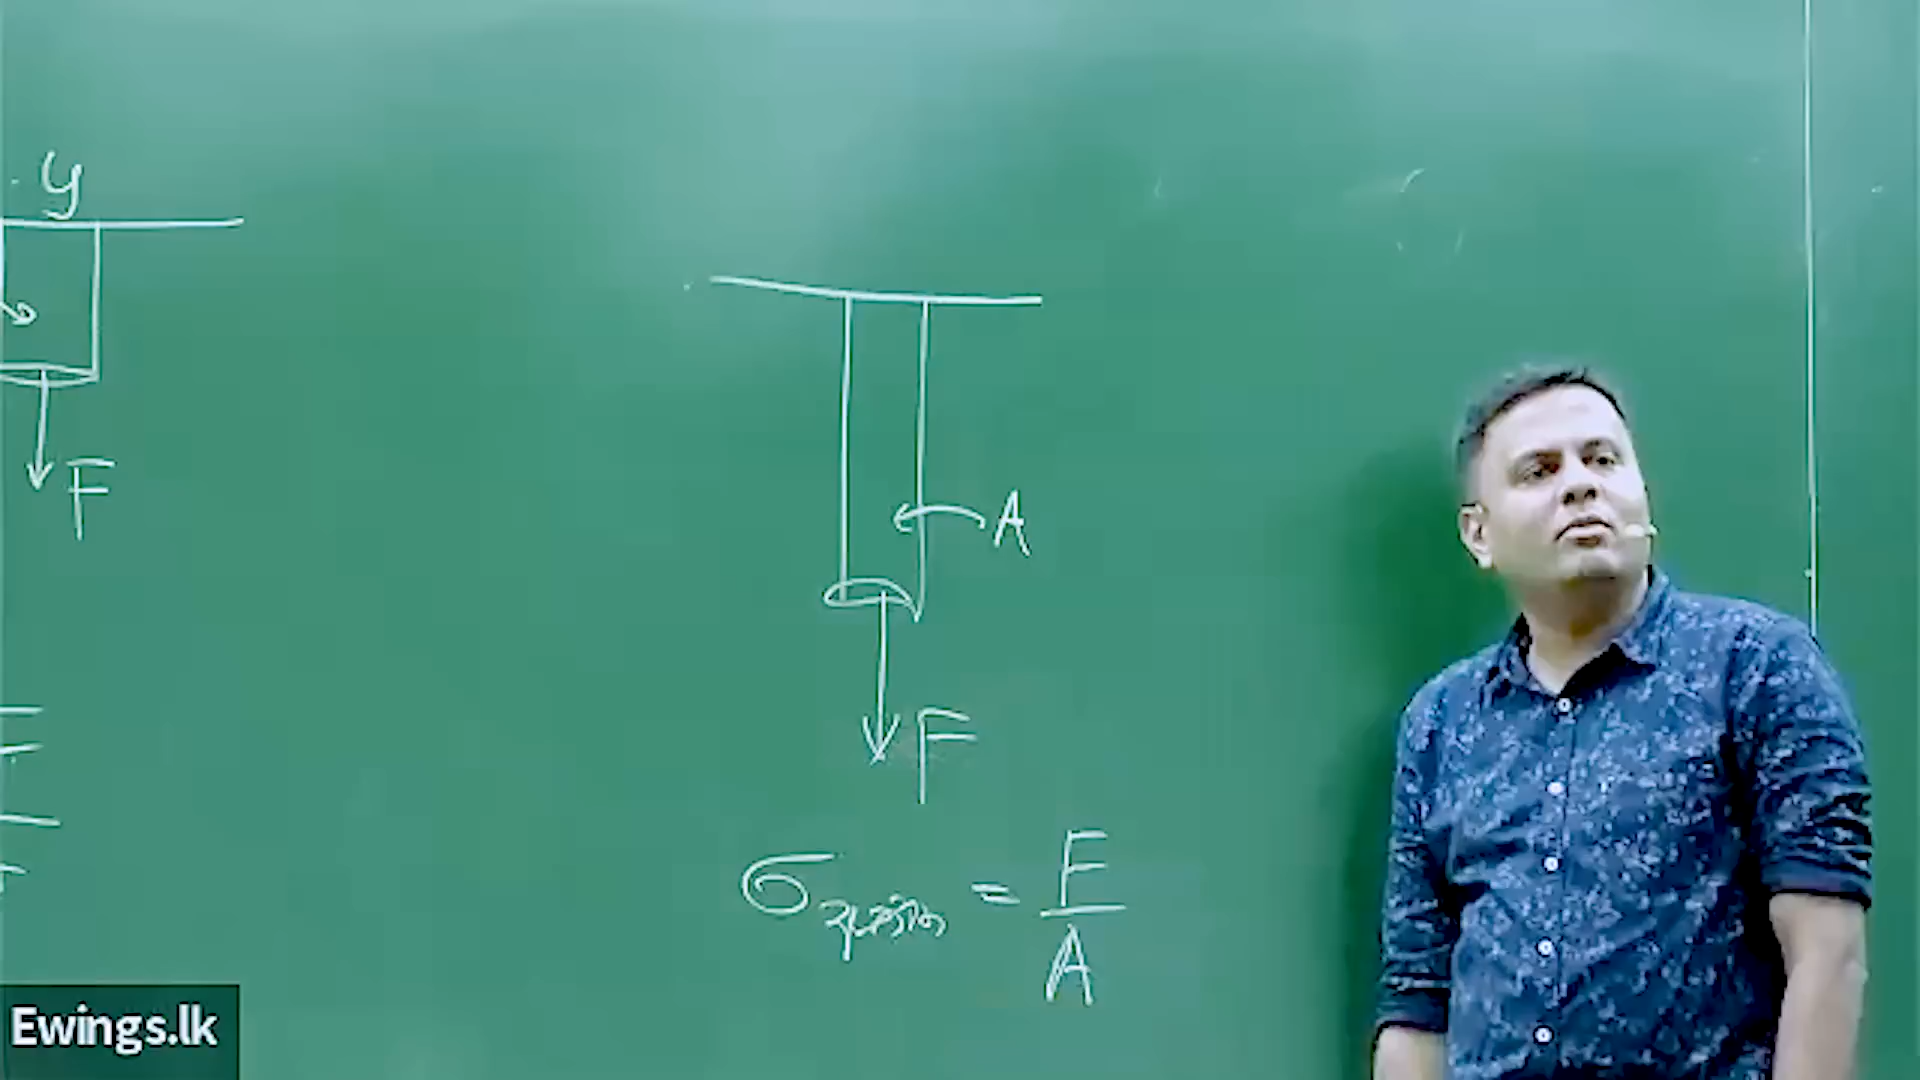 y
F
A
F
σ = F
A
Ewings.lk